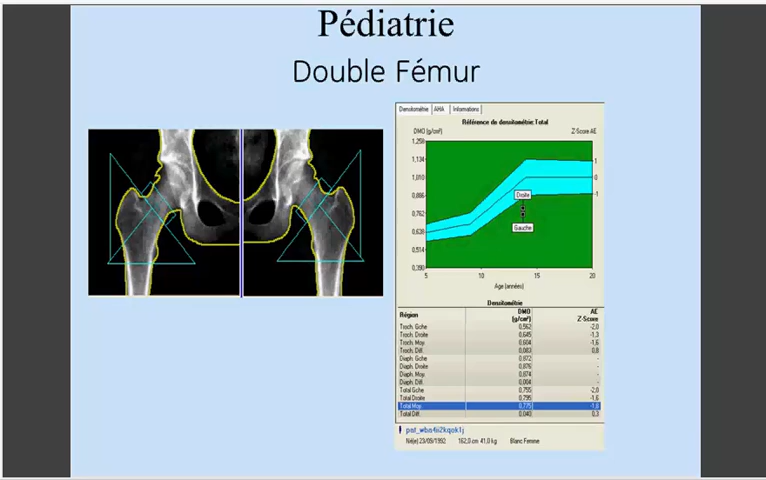 Pédiatrie
Double Fémur
Densitométrie AHA Informations
Référence de densitométrie: Total
DMO (g/cm²) Z-Score AE
1,258
1,134 1
1,010 0
0,886 -1
Droite
0,762
Gauche
0,638
0,514
0,390
5 10 15 20
Age (années)
Densitométrie
DMO AE
Région (g/cm²) Z-Score
Troch. Gche 0,562 -2,0
Troch. Droite 0,645 -1,3
Troch. Moy. 0,604 -1,6
Troch. Diff. 0,083 0,8
Diaph. Gche 0,872 -
Diaph. Droite 0,876 -
Diaph. Moy. 0,874 -
Diaph. Diff. 0,004 -
Total Gche 0,755 -2,0
Total Droite 0,795 -1,6
Total Moy. 0,775 -1,8
Total Diff. 0,040 0,3
Né(e) 23/09/1992 162,0 cm 41,0 kg Blanc Femme